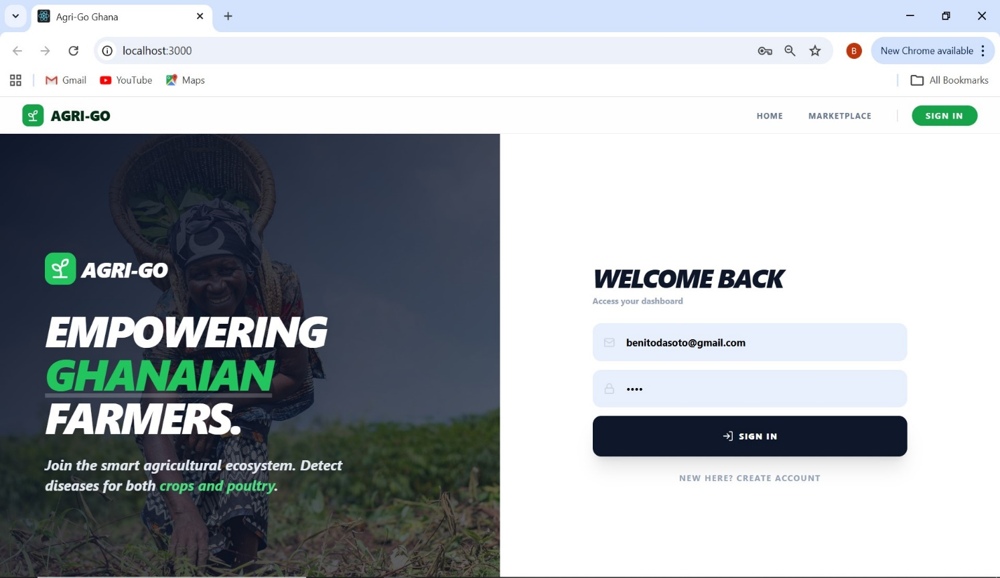 Agri-Go Ghana
localhost:3000
B
New Chrome available
Gmail
YouTube
Maps
All Bookmarks
AGRI-GO
HOME
MARKETPLACE
SIGN IN
AGRI-GO
EMPOWERING
GHANAIAN
FARMERS.
Join the smart agricultural ecosystem. Detect
diseases for both crops and poultry.
WELCOME BACK
Access your dashboard
benitodasoto@gmail.com
••••
SIGN IN
NEW HERE? CREATE ACCOUNT